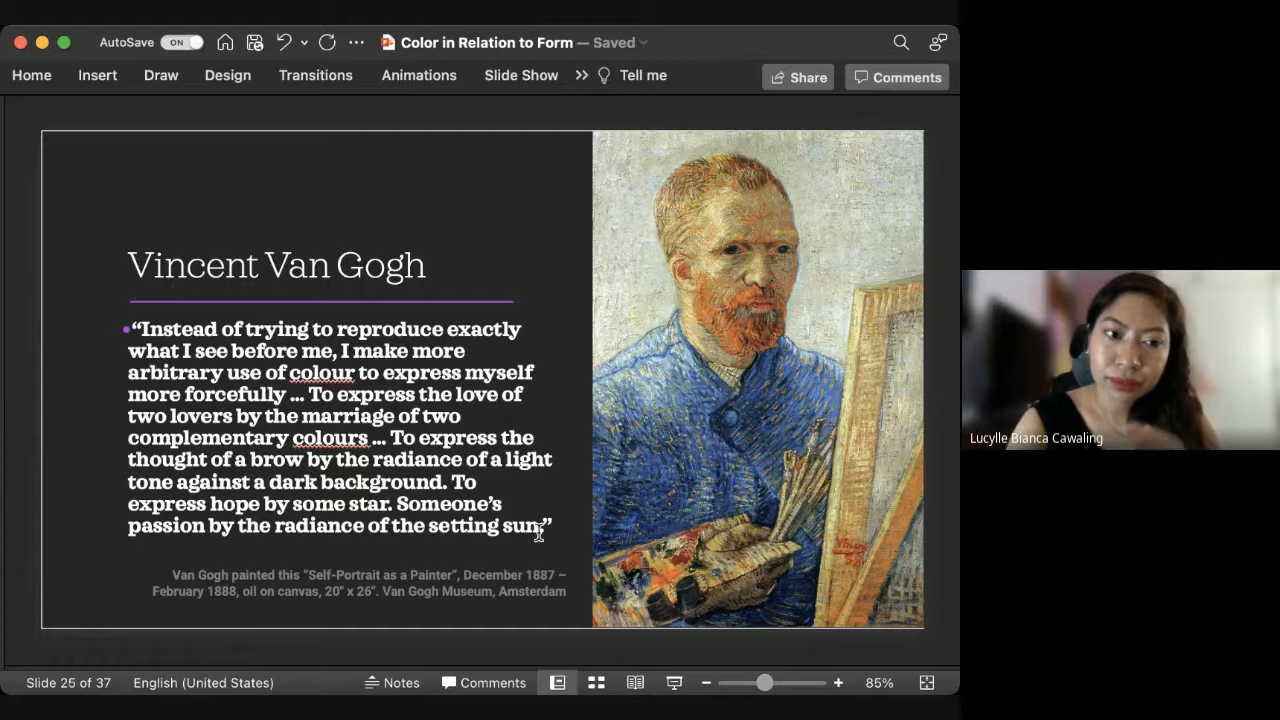 AutoSave ON Color in Relation to Form — Saved
Home Insert Draw Design Transitions Animations Slide Show Tell me Share Comments
Vincent Van Gogh
“Instead of trying to reproduce exactly
what I see before me, I make more
arbitrary use of colour to express myself
more forcefully ... To express the love of
two lovers by the marriage of two
complementary colours ... To express the
thought of a brow by the radiance of a light
tone against a dark background. To
express hope by some star. Someone’s
passion by the radiance of the setting sun.”
Van Gogh painted this “Self-Portrait as a Painter”, December 1887 –
February 1888, oil on canvas, 20” x 26”. Van Gogh Museum, Amsterdam
Lucylle Bianca Cawaling
Slide 25 of 37 English (United States) Notes Comments 85%